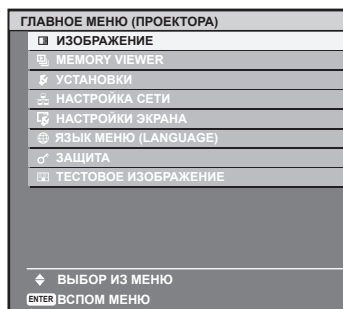 ГЛАВНОЕ МЕНЮ (ПРОЕКТОРА)
ИЗОБРАЖЕНИЕ
MEMORY VIEWER
УСТАНОВКИ
НАСТРОЙКА СЕТИ
НАСТРОЙКИ ЭКРАНА
ЯЗЫК МЕНЮ (LANGUAGE)
ЗАЩИТА
ТЕСТОВОЕ ИЗОБРАЖЕНИЕ
ВЫБОР ИЗ МЕНЮ
ENTER ВСПОМ МЕНЮ